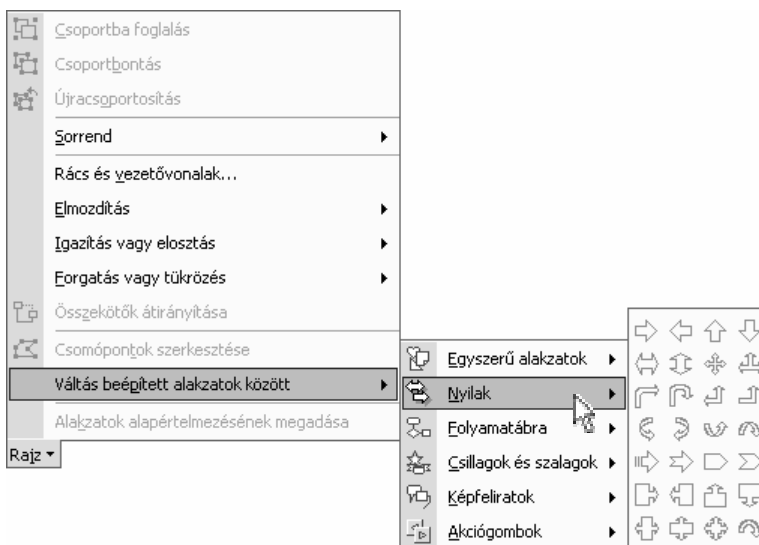 Csoportba foglalás
Csoportbontás
Újracsoportosítás
Sorrend
Rács és vezetővonalak...
Elmozdítás
Igazítás vagy elosztás
Forgatás vagy tükrözés
Összekötők átirányítása
Csomópontok szerkesztése
Váltás beépített alakzatok között
Alakzatok alapértelmezésének megadása
Rajz
Egyszerű alakzatok
Nyilak
Folyamatábra
Csillagok és szalagok
Képfeliratok
Akciógombok